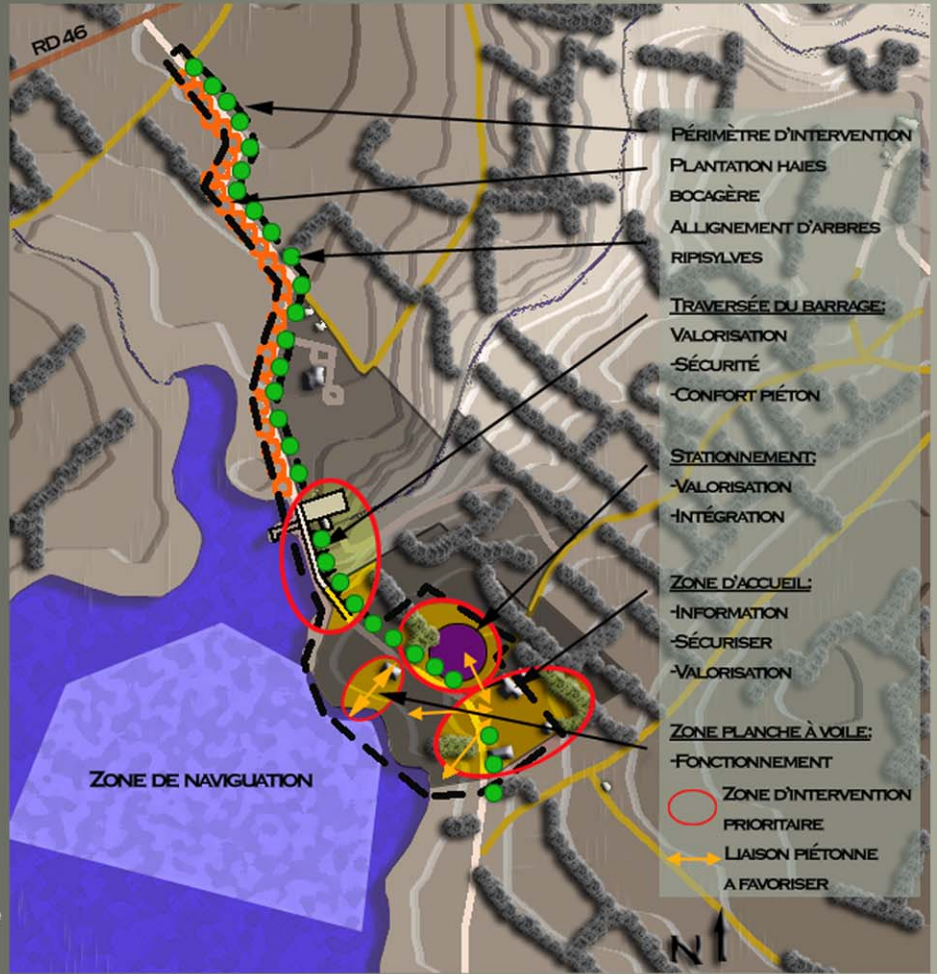 RD 46
PÉRIMÈTRE D'INTERVENTION
PLANTATION HAIES
BOCAGÈRE
ALLIGNEMENT D'ARBRES
RIPISYLVES
TRAVERSÉE DU BARRAGE:
VALORISATION
-SÉCURITÉ
-CONFORT PIÉTON
STATIONNEMENT:
-VALORISATION
-INTÉGRATION
ZONE D'ACCUEIL:
-INFORMATION
-SÉCURISER
-VALORISATION
ZONE PLANCHE À VOILE:
-FONCTIONNEMENT
ZONE D'INTERVENTION
PRIORITAIRE
LIAISON PIÉTONNE
A FAVORISER
ZONE DE NAVIGUATION
N